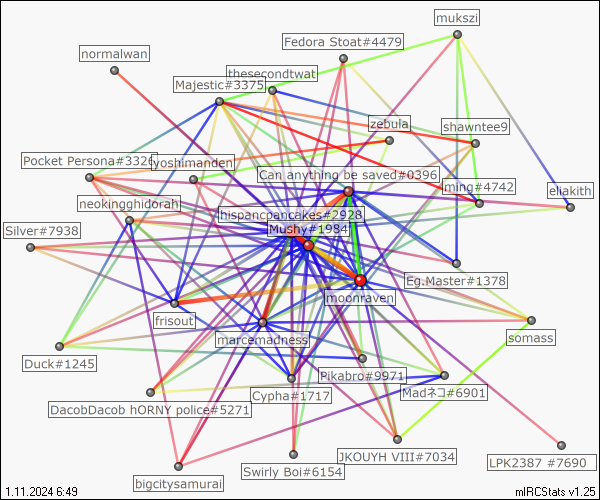 mukszi
Fedora Stoat#4479
normalwan
thesecondtwat
Majestic#3375
zebula
shawntee9
Pocket Persona#3326
yoshimanden
Can anything be saved#0396
ming#4742
eliakith
neokingghidorah
hispancpancakes#2928
Mushy#1984
Silver#7938
Eg.Master#1378
moonraven
frisout
marcemadness
somass
Duck#1245
Pikabro#9971
Cypha#1717
Madネコ#6901
DacobDacob hORNY police#5271
JKOUYH VIII#7034
LPK2387 #7690
Swirly Boi#6154
bigcitysamurai
1.11.2024 6:49
mIRCStats v1.25